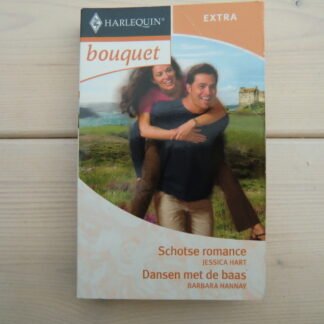 HARLEQUIN® EXTRA
bouquet
Schotse romance
JESSICA HART
Dansen met de baas
BARBARA HANNAY